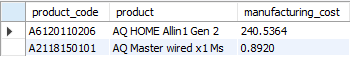 product_code product manufacturing_cost
A6120110206 AQ HOME Allin1 Gen 2 240.5364
A2118150101 AQ Master wired x1 Ms 0.8920